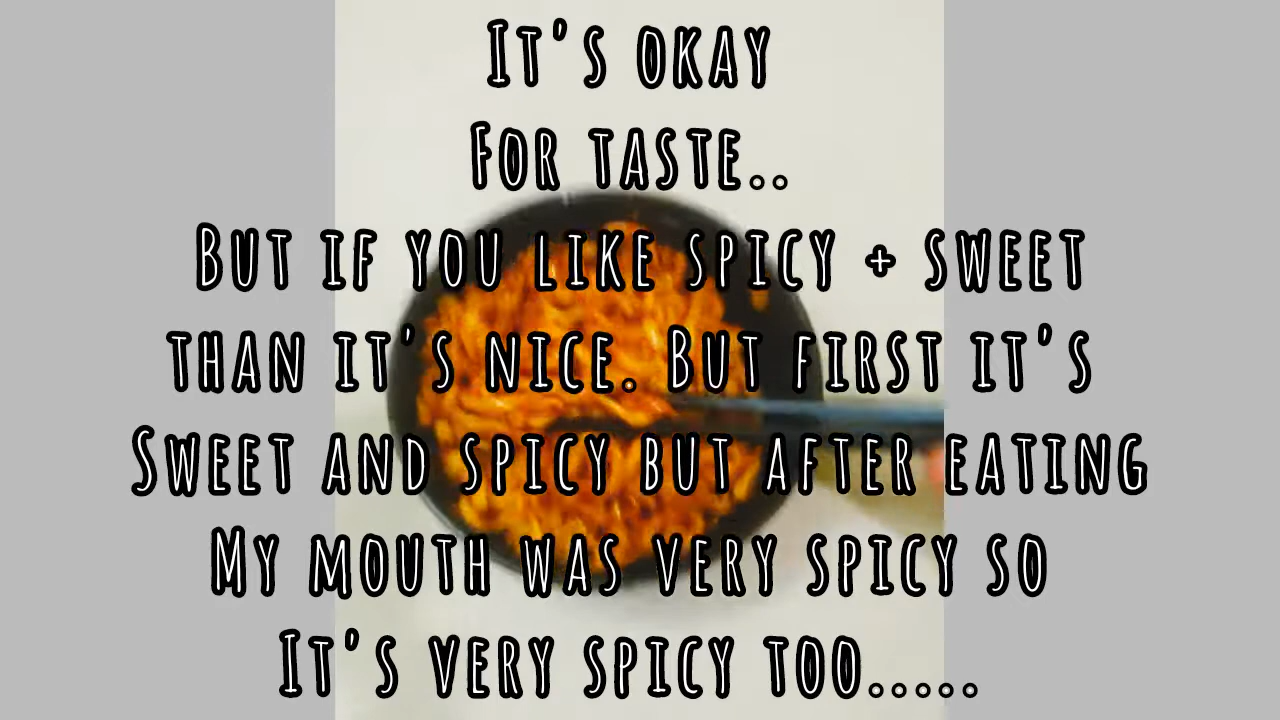 It's okay
For taste..
But if you like spicy + sweet
than it's nice. But first it's
Sweet and spicy but after eating
My mouth was very spicy so
It's very spicy too.....